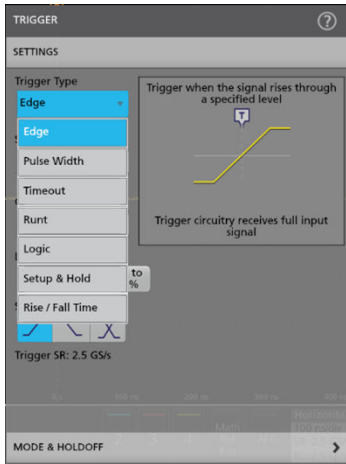 TRIGGER
?
SETTINGS
Trigger Type
Edge
Edge
Pulse Width
Timeout
Runt
Logic
Setup & Hold
Rise / Fall Time
Trigger when the signal rises through
a specified level
T
Trigger circuitry receives full input
signal
to
%
Trigger SR: 2.5 GS/s
MODE & HOLDOFF